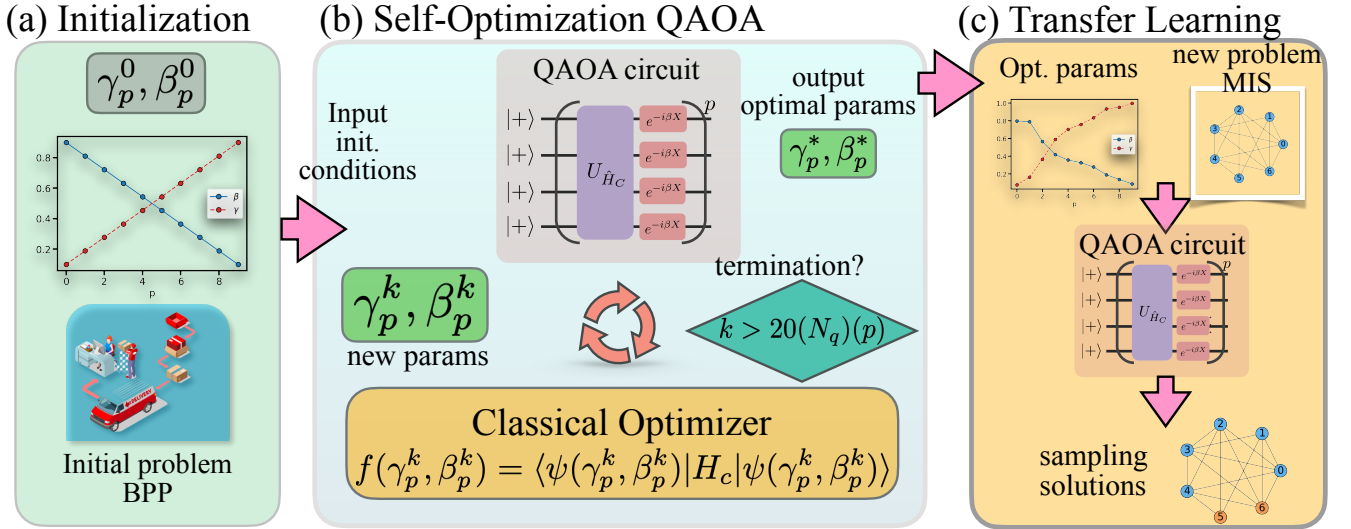 (a) Initialization
γ_p^0, β_p^0
0.8
0.6
0.4
0.2
β
γ
0 2 4 6 8
p
DELIVERY
Initial problem
BPP
(b) Self-Optimization QAOA
Input
init.
conditions
QAOA circuit
p
|+⟩ e^{-iβX}
|+⟩ e^{-iβX}
U_{Ĥ_C}
|+⟩ e^{-iβX}
|+⟩ e^{-iβX}
output
optimal params
γ_p^*, β_p^*
γ_p^k, β_p^k
new params
termination?
k > 20(N_q)(p)
Classical Optimizer
f(γ_p^k, β_p^k) = ⟨ψ(γ_p^k, β_p^k)|H_c|ψ(γ_p^k, β_p^k)⟩
(c) Transfer Learning
Opt. params
1.0
0.8
0.6
0.4
0.2
β
γ
0 2 4 6 8
p
new problem
MIS
2
1
3
0
4
5
6
QAOA circuit
p
|+⟩ e^{-iβX}
|+⟩ e^{-iβX}
U_{Ĥ_C}
|+⟩ e^{-iβX}
|+⟩ e^{-iβX}
sampling
solutions
2
1
3
0
4
5
6